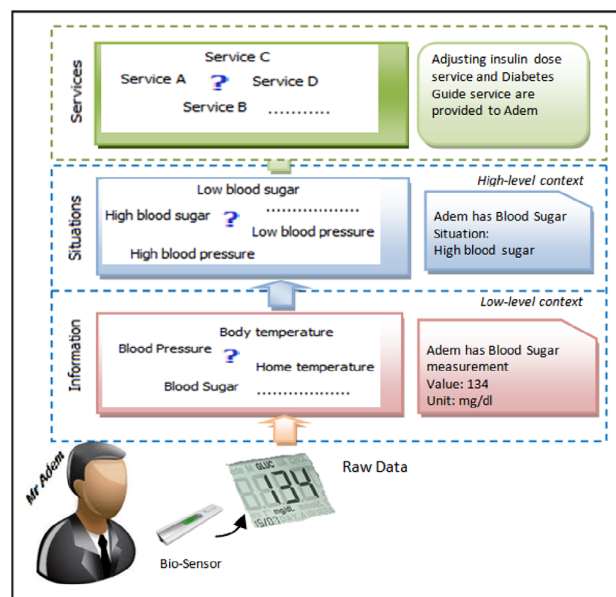 Services
Service C
Service A ? Service D
Service B ...........
Adjusting insulin dose
service and Diabetes
Guide service are
provided to Adem
High-level context
Situations
Low blood sugar
High blood sugar ? ..................
Low blood pressure
High blood pressure
Adem has Blood Sugar
Situation:
High blood sugar
Low-level context
Information
Body temperature
Blood Pressure ?
Home temperature
Blood Sugar ..................
Adem has Blood Sugar
measurement
Value: 134
Unit: mg/dl
Mr Adem
Bio-Sensor
GLUC
134
mg/dL
15/03
Raw Data